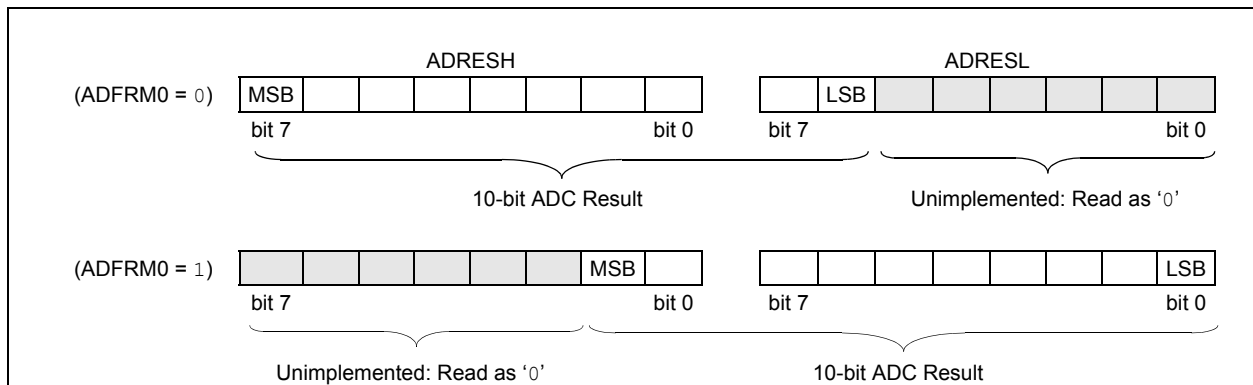 ADRESH ADRESL
(ADFRM0 = 0) MSB LSB
bit 7 bit 0 bit 7 bit 0
10-bit ADC Result Unimplemented: Read as ‘0’
(ADFRM0 = 1) MSB LSB
bit 7 bit 0 bit 7 bit 0
Unimplemented: Read as ‘0’ 10-bit ADC Result